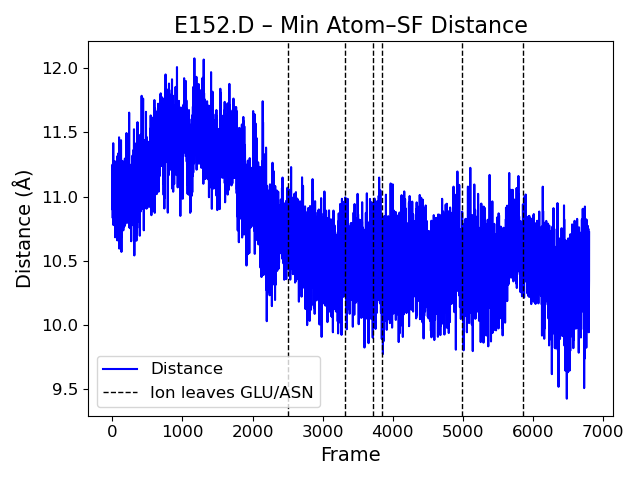 E152.D – Min Atom–SF Distance
12.0
11.5
11.0
10.5
10.0
9.5
Distance (Å)
Distance
Ion leaves GLU/ASN
0 1000 2000 3000 4000 5000 6000 7000
Frame